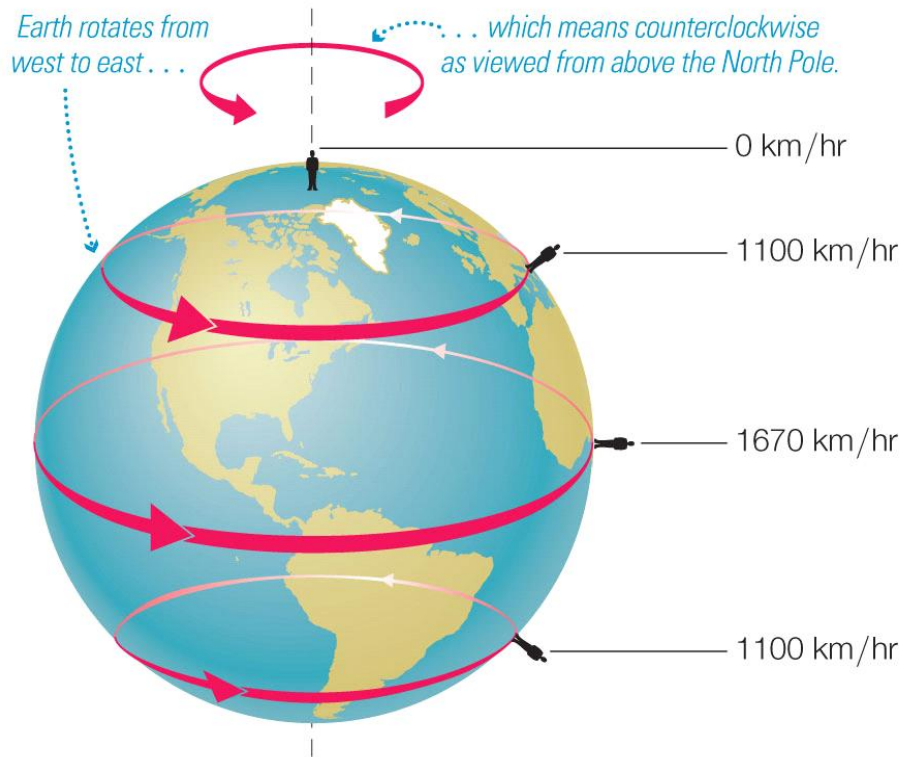 Earth rotates from
west to east . . .
. . . which means counterclockwise
as viewed from above the North Pole.
0 km/hr
1100 km/hr
1670 km/hr
1100 km/hr